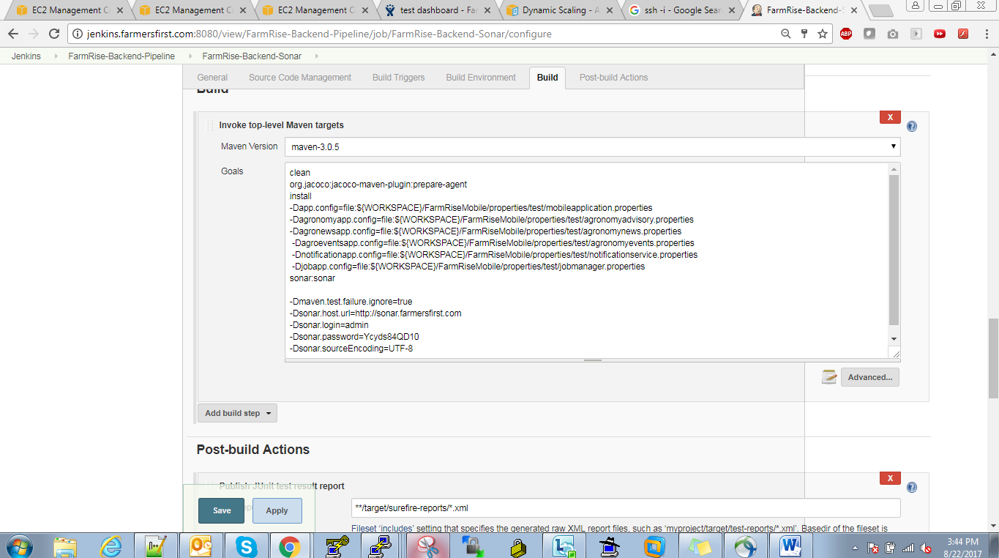 EC2 Management C
EC2 Management C
EC2 Management C
test dashboard - Fa
Dynamic Scaling - A
ssh -i - Google Sear
FarmRise-Backend-S
jenkins.farmersfirst.com:8080/view/FarmRise-Backend-Pipeline/job/FarmRise-Backend-Sonar/configure
ABP
Jenkins
FarmRise-Backend-Pipeline
FarmRise-Backend-Sonar
General
Source Code Management
Build Triggers
Build Environment
Build
Post-build Actions
Build
Invoke top-level Maven targets
X
Maven Version
maven-3.0.5
Goals
clean
org.jacoco:jacoco-maven-plugin:prepare-agent
install
-Dapp.config=file:${WORKSPACE}/FarmRiseMobile/properties/test/mobileapplication.properties
-Dagronomyapp.config=file:${WORKSPACE}/FarmRiseMobile/properties/test/agronomyadvisory.properties
-Dagronewsapp.config=file:${WORKSPACE}/FarmRiseMobile/properties/test/agronomynews.properties
-Dagroeventsapp.config=file:${WORKSPACE}/FarmRiseMobile/properties/test/agronomyevents.properties
-Dnotificationapp.config=file:${WORKSPACE}/FarmRiseMobile/properties/test/notificationservice.properties
-Djobapp.config=file:${WORKSPACE}/FarmRiseMobile/properties/test/jobmanager.properties
sonar:sonar
-Dmaven.test.failure.ignore=true
-Dsonar.host.url=http://sonar.farmersfirst.com
-Dsonar.login=admin
-Dsonar.password=Ycyds84QD10
-Dsonar.sourceEncoding=UTF-8
Advanced...
Add build step
Post-build Actions
X
Publish JUnit test result report
Save
Apply
**/target/surefire-reports/*.xml
Fileset 'includes' setting that specifies the generated raw XML report files, such as 'myproject/target/test-reports/*.xml'. Basedir of the fileset is
3:44 PM
8/22/2017